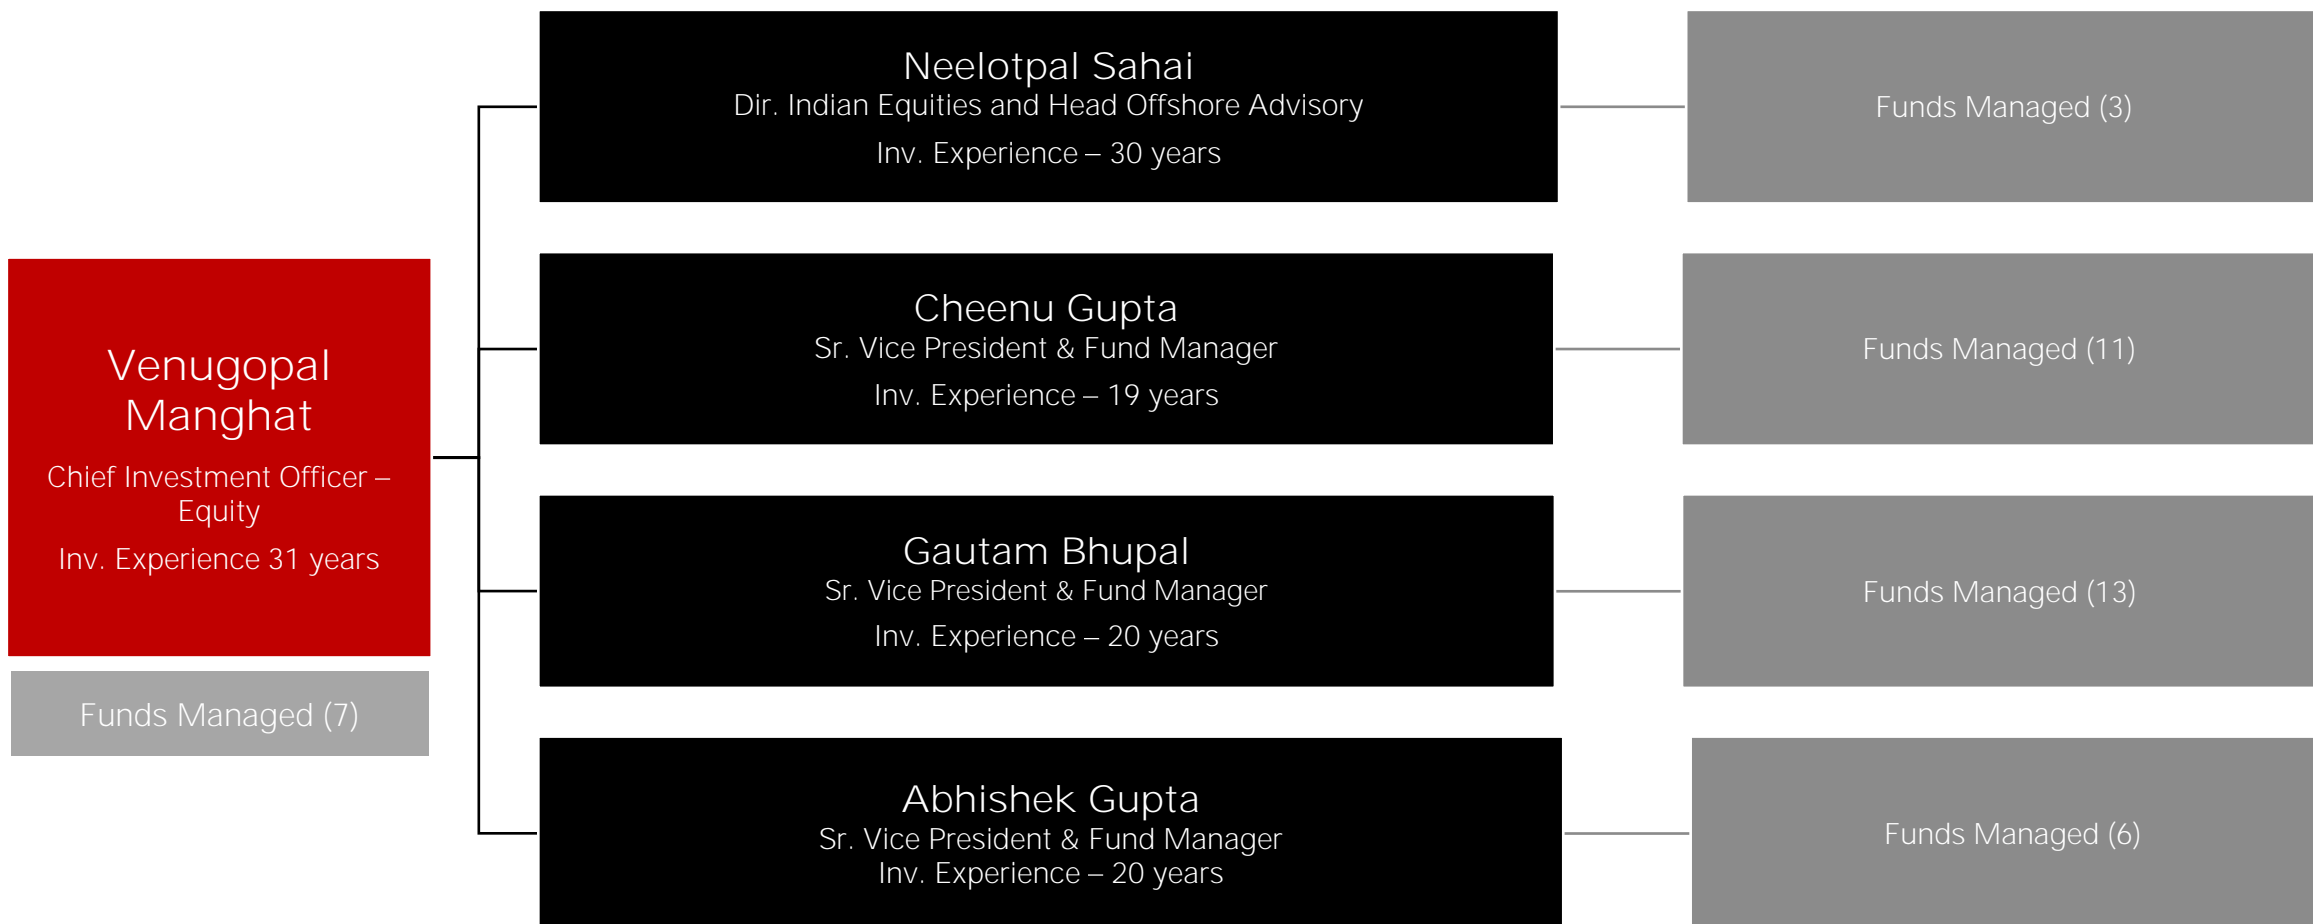 Venugopal
Manghat
Chief Investment Officer –
Equity
Inv. Experience 31 years
Funds Managed (7)
Neelotpal Sahai
Dir. Indian Equities and Head Offshore Advisory
Inv. Experience – 30 years
Funds Managed (3)
Cheenu Gupta
Sr. Vice President & Fund Manager
Inv. Experience – 19 years
Funds Managed (11)
Gautam Bhupal
Sr. Vice President & Fund Manager
Inv. Experience – 20 years
Funds Managed (13)
Abhishek Gupta
Sr. Vice President & Fund Manager
Inv. Experience – 20 years
Funds Managed (6)